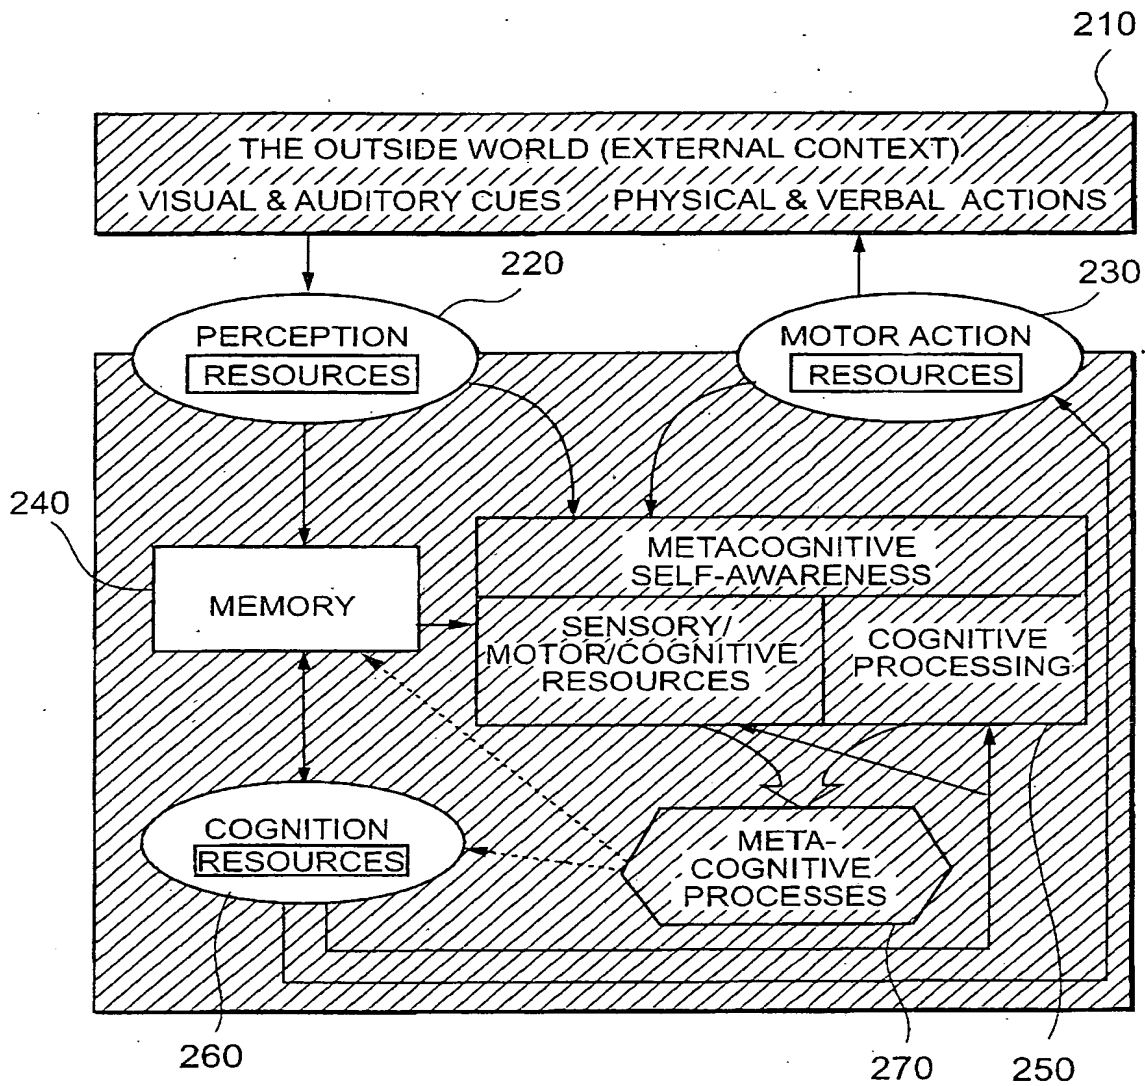 210
THE OUTSIDE WORLD (EXTERNAL CONTEXT)
VISUAL & AUDITORY CUES PHYSICAL & VERBAL ACTIONS
220
230
PERCEPTION
RESOURCES
MOTOR ACTION
RESOURCES
240
MEMORY
METACOGNITIVE
SELF-AWARENESS
SENSORY/
MOTOR/COGNITIVE
RESOURCES
COGNITIVE
PROCESSING
COGNITION
RESOURCES
META-
COGNITIVE
PROCESSES
260
270
250